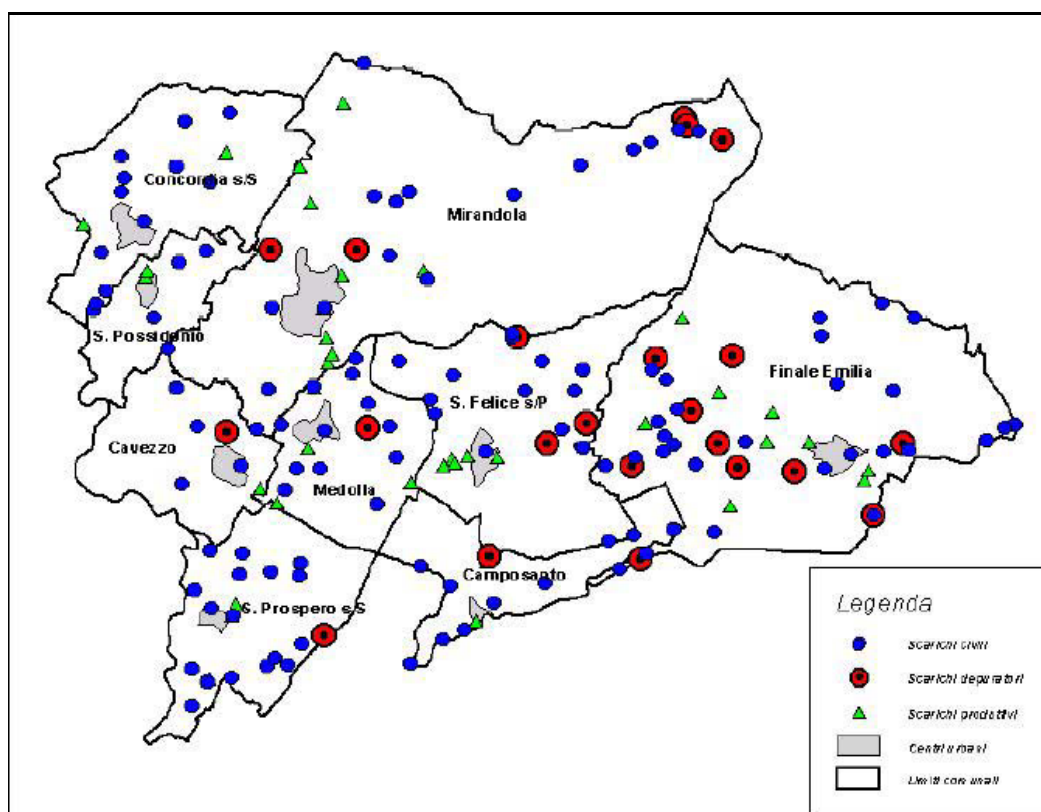 Concordia s/S
Mirandola
S. Possidonio
Finale Emilia
S. Felice s/P
Cavezzo
Medolla
Camposanto
S. Prospero s/S
Legenda
Scarichi civili
Scarichi depuratori
Scarichi produttivi
Centri urbani
Limiti comunali